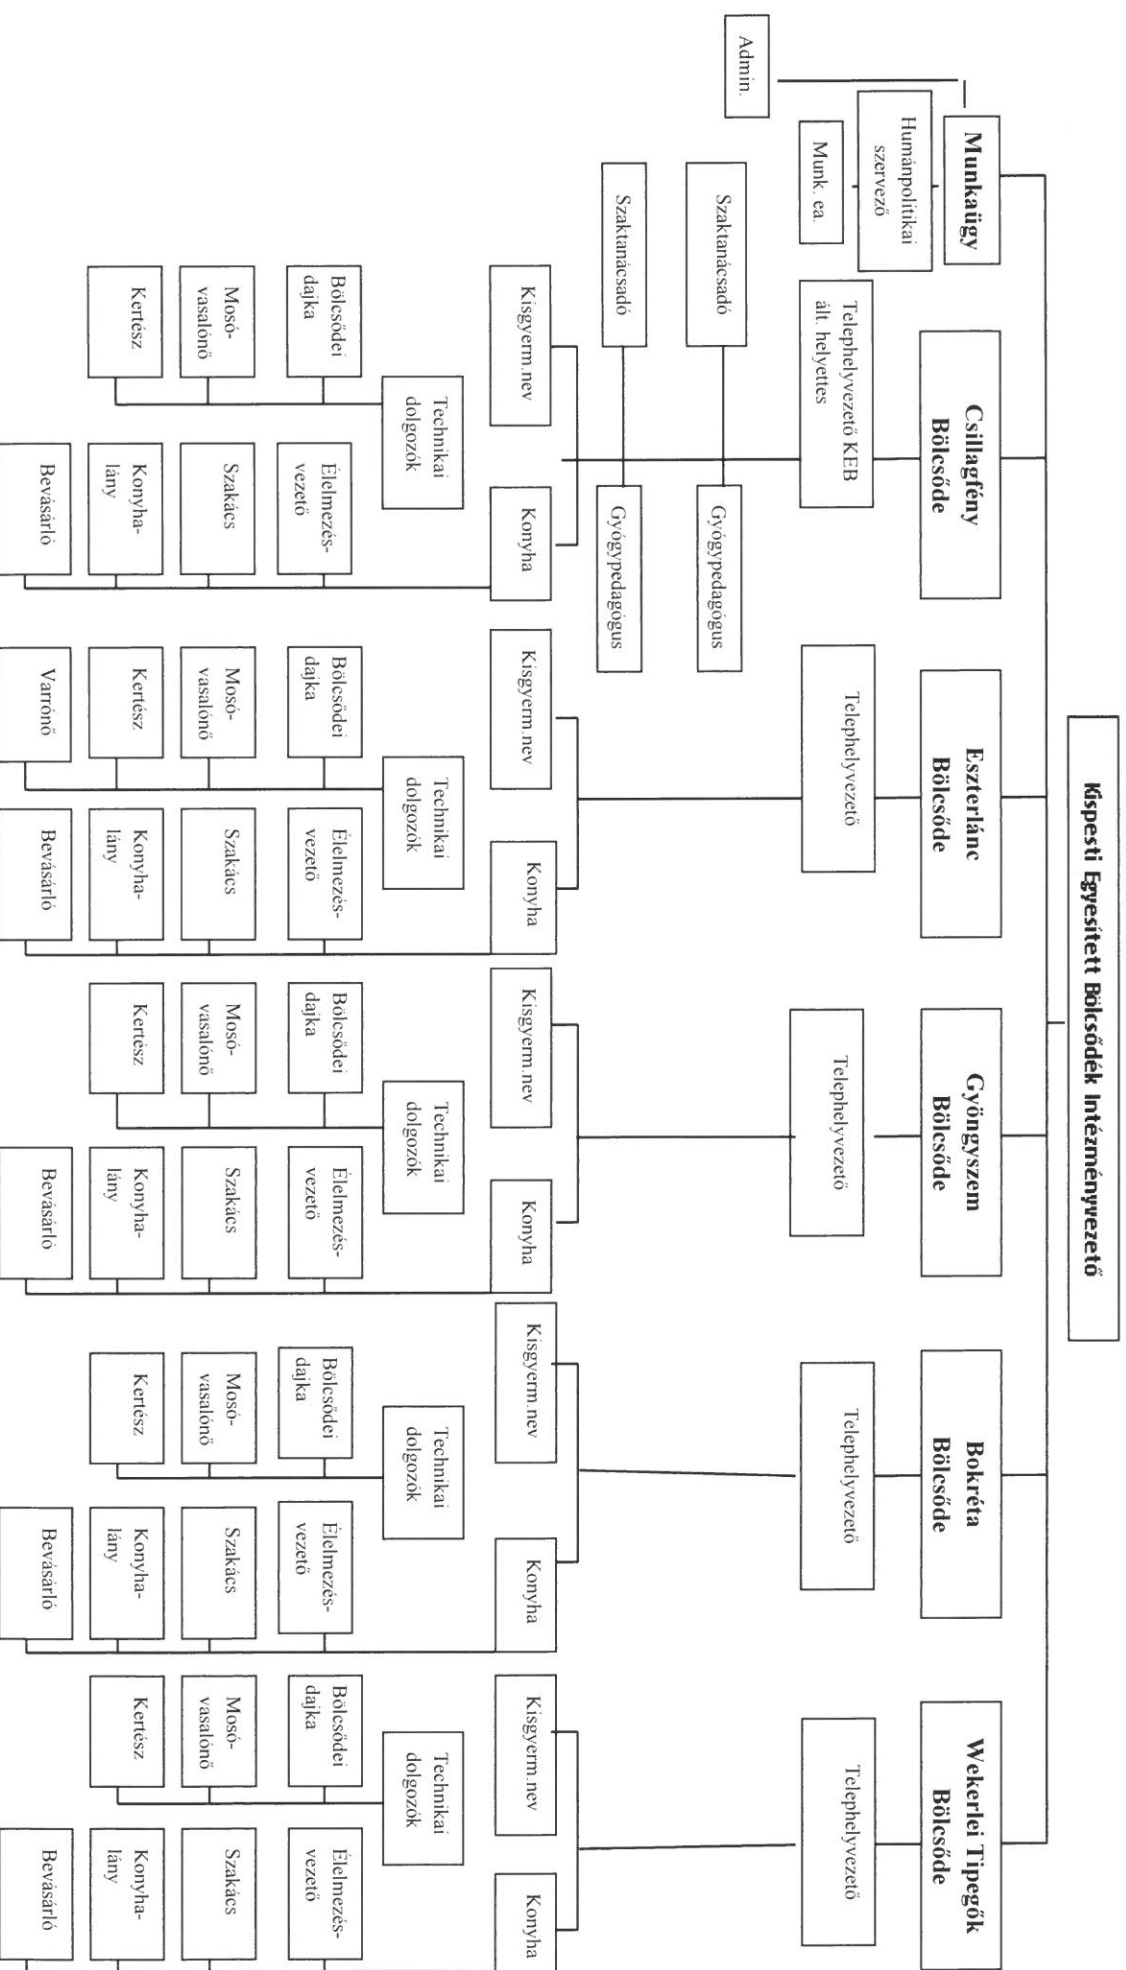 Kispesti Egyesített Bölcsődék Intézményvezető
Munkaügy
Humánpolitikai
szervező
Munk. ea.
Admin.
Csillagfény
Bölcsőde
Telephelyvezető KEB
ált. helyettes
Szaktanácsadó
Gyógypedagógus
Szaktanácsadó
Gyógypedagógus
Kisgyerm.nev
Konyha
Technikai
dolgozók
Bölcsődei
dajka
Mosó-
vasalónő
Kertész
Élelmezés-
vezető
Szakács
Konyha-
lány
Bevásárló
Eszterlánc
Bölcsőde
Telephelyvezető
Kisgyerm.nev
Konyha
Technikai
dolgozók
Bölcsődei
dajka
Mosó-
vasalónő
Kertész
Varrónő
Élelmezés-
vezető
Szakács
Konyha-
lány
Bevásárló
Gyöngyszem
Bölcsőde
Telephelyvezető
Kisgyerm.nev
Konyha
Technikai
dolgozók
Bölcsődei
dajka
Mosó-
vasalónő
Kertész
Élelmezés-
vezető
Szakács
Konyha-
lány
Bevásárló
Bokréta
Bölcsőde
Telephelyvezető
Kisgyerm.nev
Konyha
Technikai
dolgozók
Bölcsődei
dajka
Mosó-
vasalónő
Kertész
Élelmezés-
vezető
Szakács
Konyha-
lány
Bevásárló
Wekerlei Tipegők
Bölcsőde
Telephelyvezető
Kisgyerm.nev
Konyha
Technikai
dolgozók
Bölcsődei
dajka
Mosó-
vasalónő
Kertész
Élelmezés-
vezető
Szakács
Konyha-
lány
Bevásárló